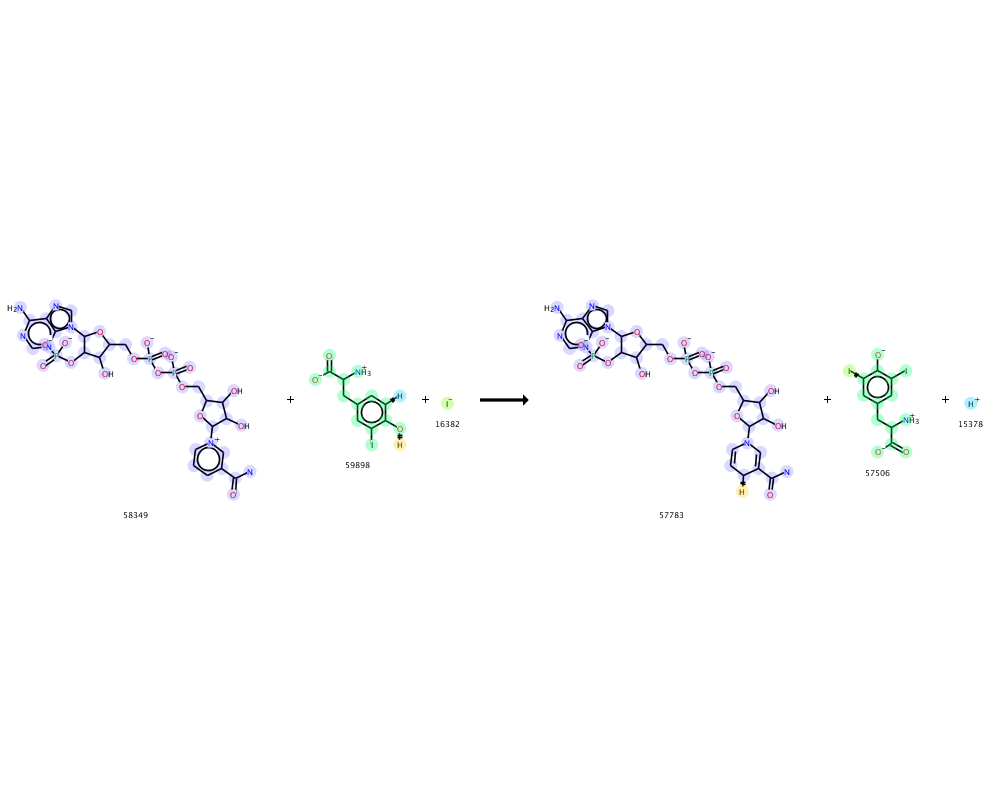 H₂N N N N N O OH O⁻ O⁻ O⁻ P O O O P O O⁻ O P O⁻ O O OH OH O N⁺ N O
58349
+
O O⁻ NH₃⁺ H O H I
59898
+
I⁻
16382
H₂N N N N N O OH O⁻ O⁻ O⁻ P O O O P O O⁻ O P O⁻ O O OH OH O N N O H
57783
+
O⁻ I I NH₃⁺ O⁻ O
57506
+
H⁺
15378